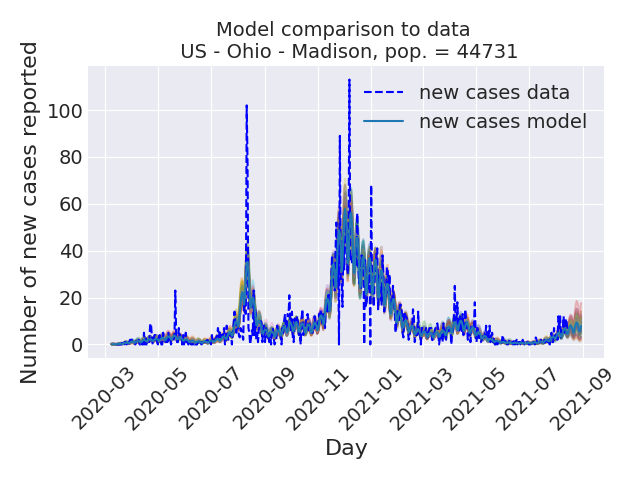 Model comparison to data
US - Ohio - Madison, pop. = 44731
Number of new cases reported
100
80
60
40
20
0
new cases data
new cases model
2020-03
2020-05
2020-07
2020-09
2020-11
2021-01
2021-03
2021-05
2021-07
2021-09
Day